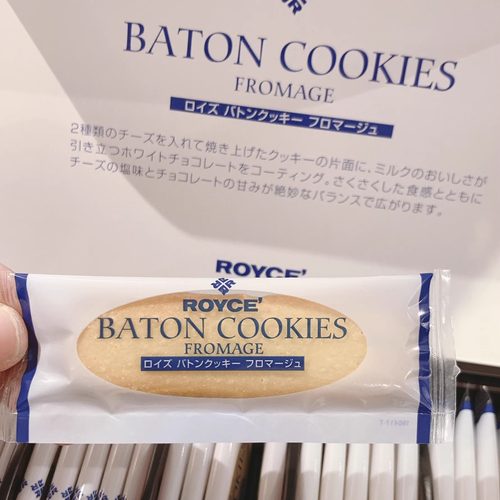 BATON COOKIES
FROMAGE
ロイズ バトンクッキー フロマージュ
2種類のチーズを入れて焼き上げたクッキーの片面に、ミルクのおいしさが
引き立つホワイトチョコレートをコーティング。さくさくした食感とともに
チーズの塩味とチョコレートの甘みが絶妙なバランスで広がります。
ROYCE'
ROYCE'
BATON COOKIES
FROMAGE
ロイズ バトンクッキー フロマージュ